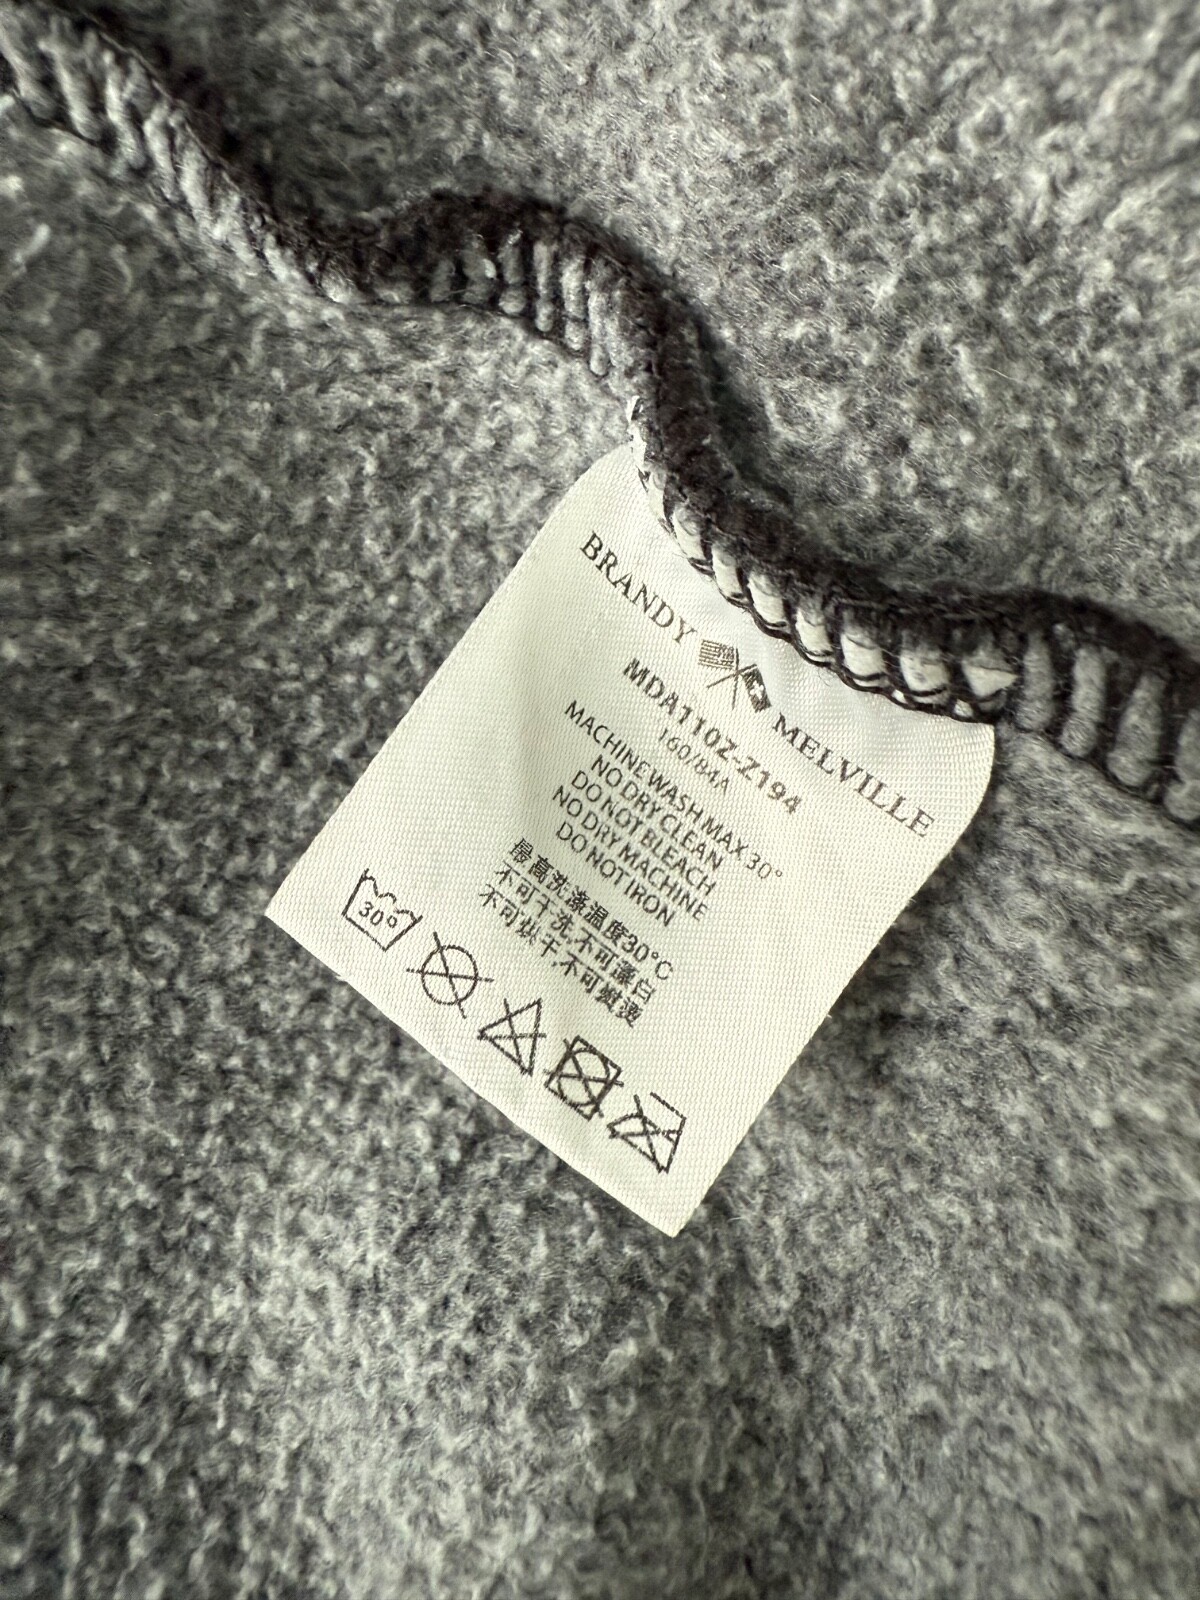 BRANDY MELVILLE
MDA110Z-Z194
160/84A
MACHINE WASH MAX 30°
NO DRY CLEAN
DO NOT BLEACH
NO DRY MACHINE
DO NOT IRON
最高洗滌溫度30°C
不可干洗,不可漂白
不可烘干,不可熨燙
30°